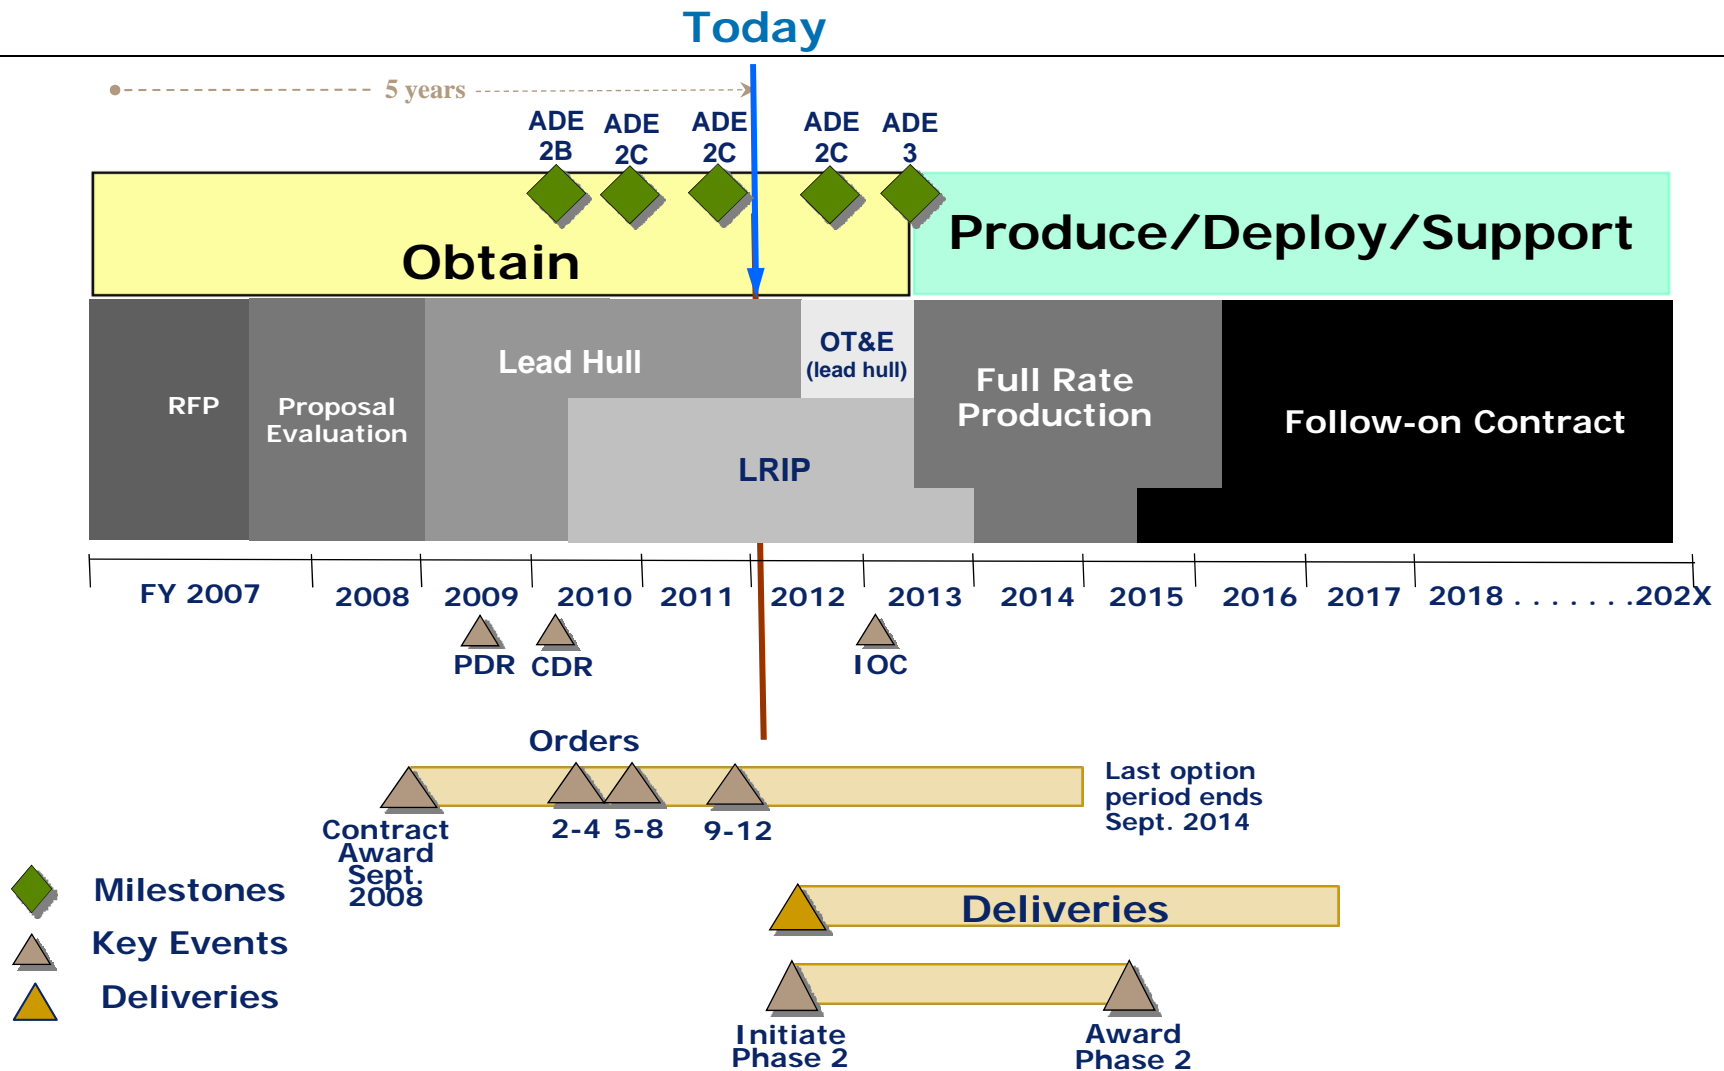 Today
5 years
ADE
2B
ADE
2C
ADE
2C
ADE
2C
ADE
3
Obtain
Produce/Deploy/Support
RFP
Proposal
Evaluation
Lead Hull
OT&E
(lead hull)
LRIP
Full Rate
Production
Follow-on Contract
FY 2007
2008
2009
2010
2011
2012
2013
2014
2015
2016
2017
2018 . . . . . . .202X
PDR
CDR
IOC
Orders
Contract
Award
Sept.
2008
2-4
5-8
9-12
Last option
period ends
Sept. 2014
Milestones
Key Events
Deliveries
Deliveries
Initiate
Phase 2
Award
Phase 2